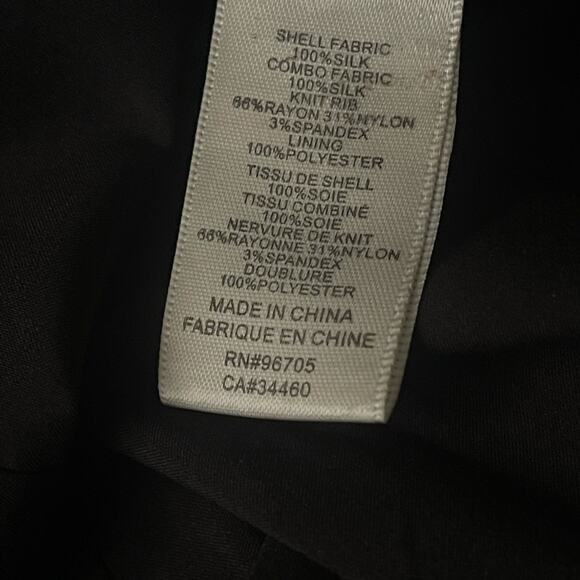 SHELL FABRIC
100%SILK
COMBO FABRIC
100%SILK
KNIT RIB
66%RAYON 31%NYLON
3%SPANDEX
LINING
100%POLYESTER
TISSU DE SHELL
100%SOIE
TISSU COMBINÉ
100%SOIE
NERVURE DE KNIT
66%RAYONNE 31%NYLON
3%SPANDEX
DOUBLURE
100%POLYESTER
MADE IN CHINA
FABRIQUE EN CHINE
RN#96705
CA#34460